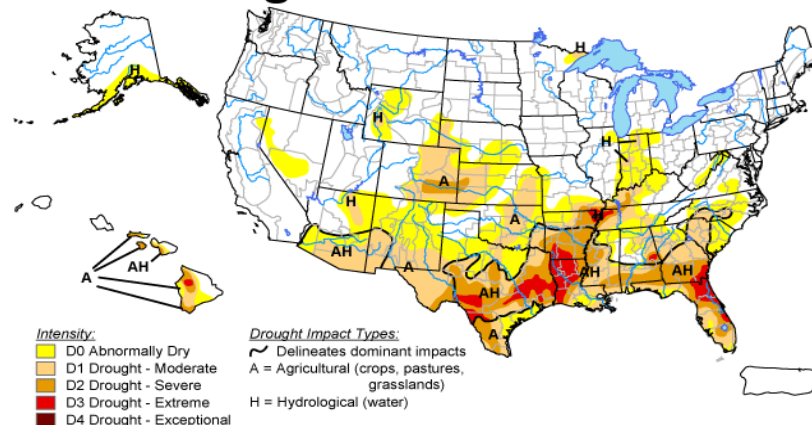 H
H
H
H
A
A
H
H
A
AH
AH
A
AH
AH
AH
A
A
Intensity:
D0 Abnormally Dry
D1 Drought - Moderate
D2 Drought - Severe
D3 Drought - Extreme
D4 Drought - Exceptional
Drought Impact Types:
Delineates dominant impacts
A = Agricultural (crops, pastures,
grasslands)
H = Hydrological (water)